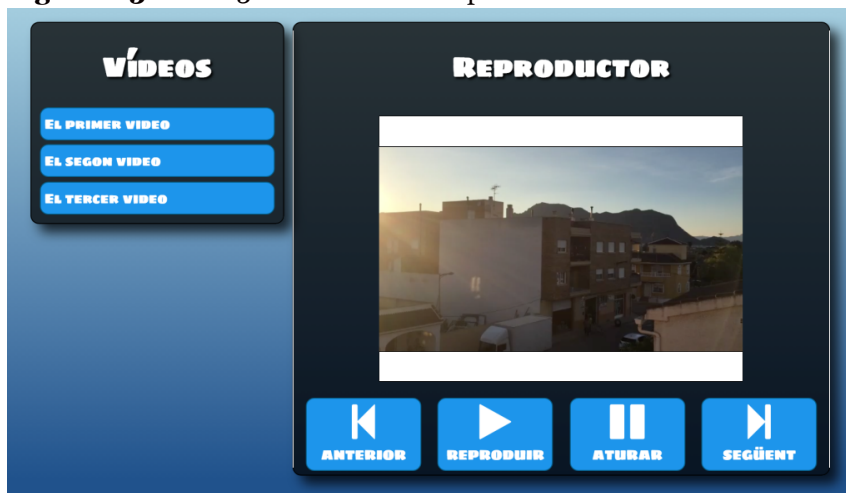 Vídeos
El primer video
El segon video
El tercer video
Reproductor
Anterior
Reproduir
Aturar
Següent